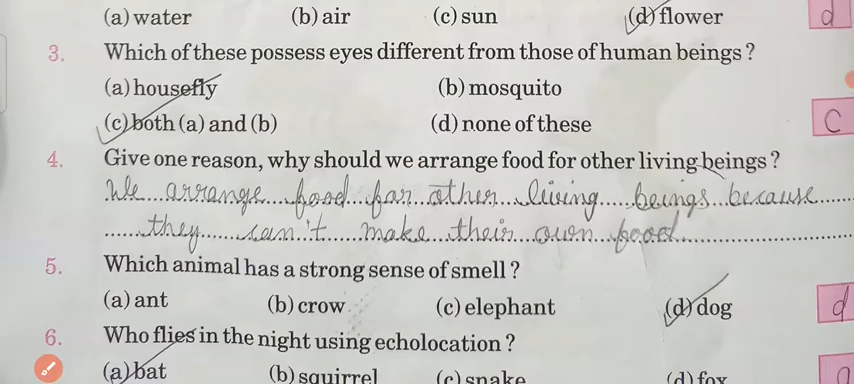 (a) water (b) air (c) sun (d) flower d
3. Which of these possess eyes different from those of human beings?
(a) housefly (b) mosquito
(c) both (a) and (b) (d) none of these C
4. Give one reason, why should we arrange food for other living beings?
We arrange food for other living beings because
they can't make their own food
5. Which animal has a strong sense of smell?
(a) ant (b) crow (c) elephant (d) dog d
6. Who flies in the night using echolocation?
(a) bat (b) squirrel (c) snake (d) fox a